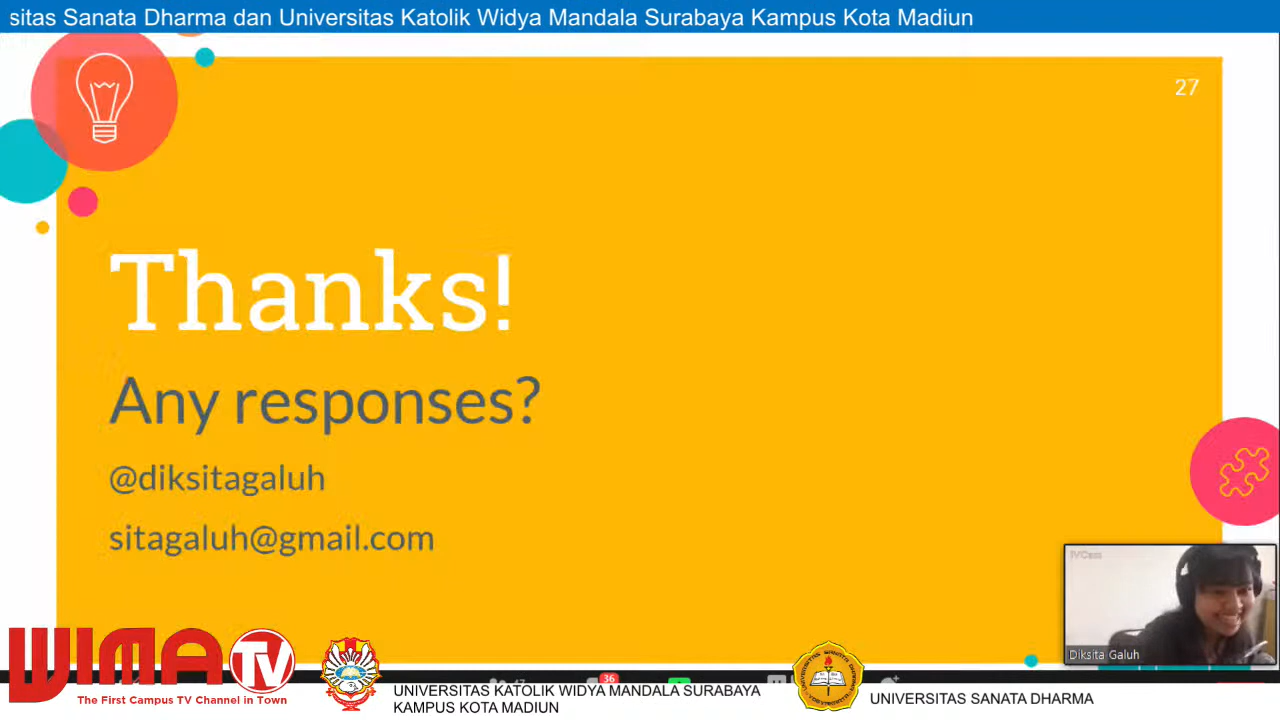 sitas Sanata Dharma dan Universitas Katolik Widya Mandala Surabaya Kampus Kota Madiun
27
Thanks!
Any responses?
@diksitagaluh
sitagaluh@gmail.com
IVCam
Diksita Galuh
WIMA TV
The First Campus TV Channel in Town
36
UNIVERSITAS KATOLIK WIDYA MANDALA SURABAYA
KAMPUS KOTA MADIUN
UNIVERSITAS SANATA DHARMA